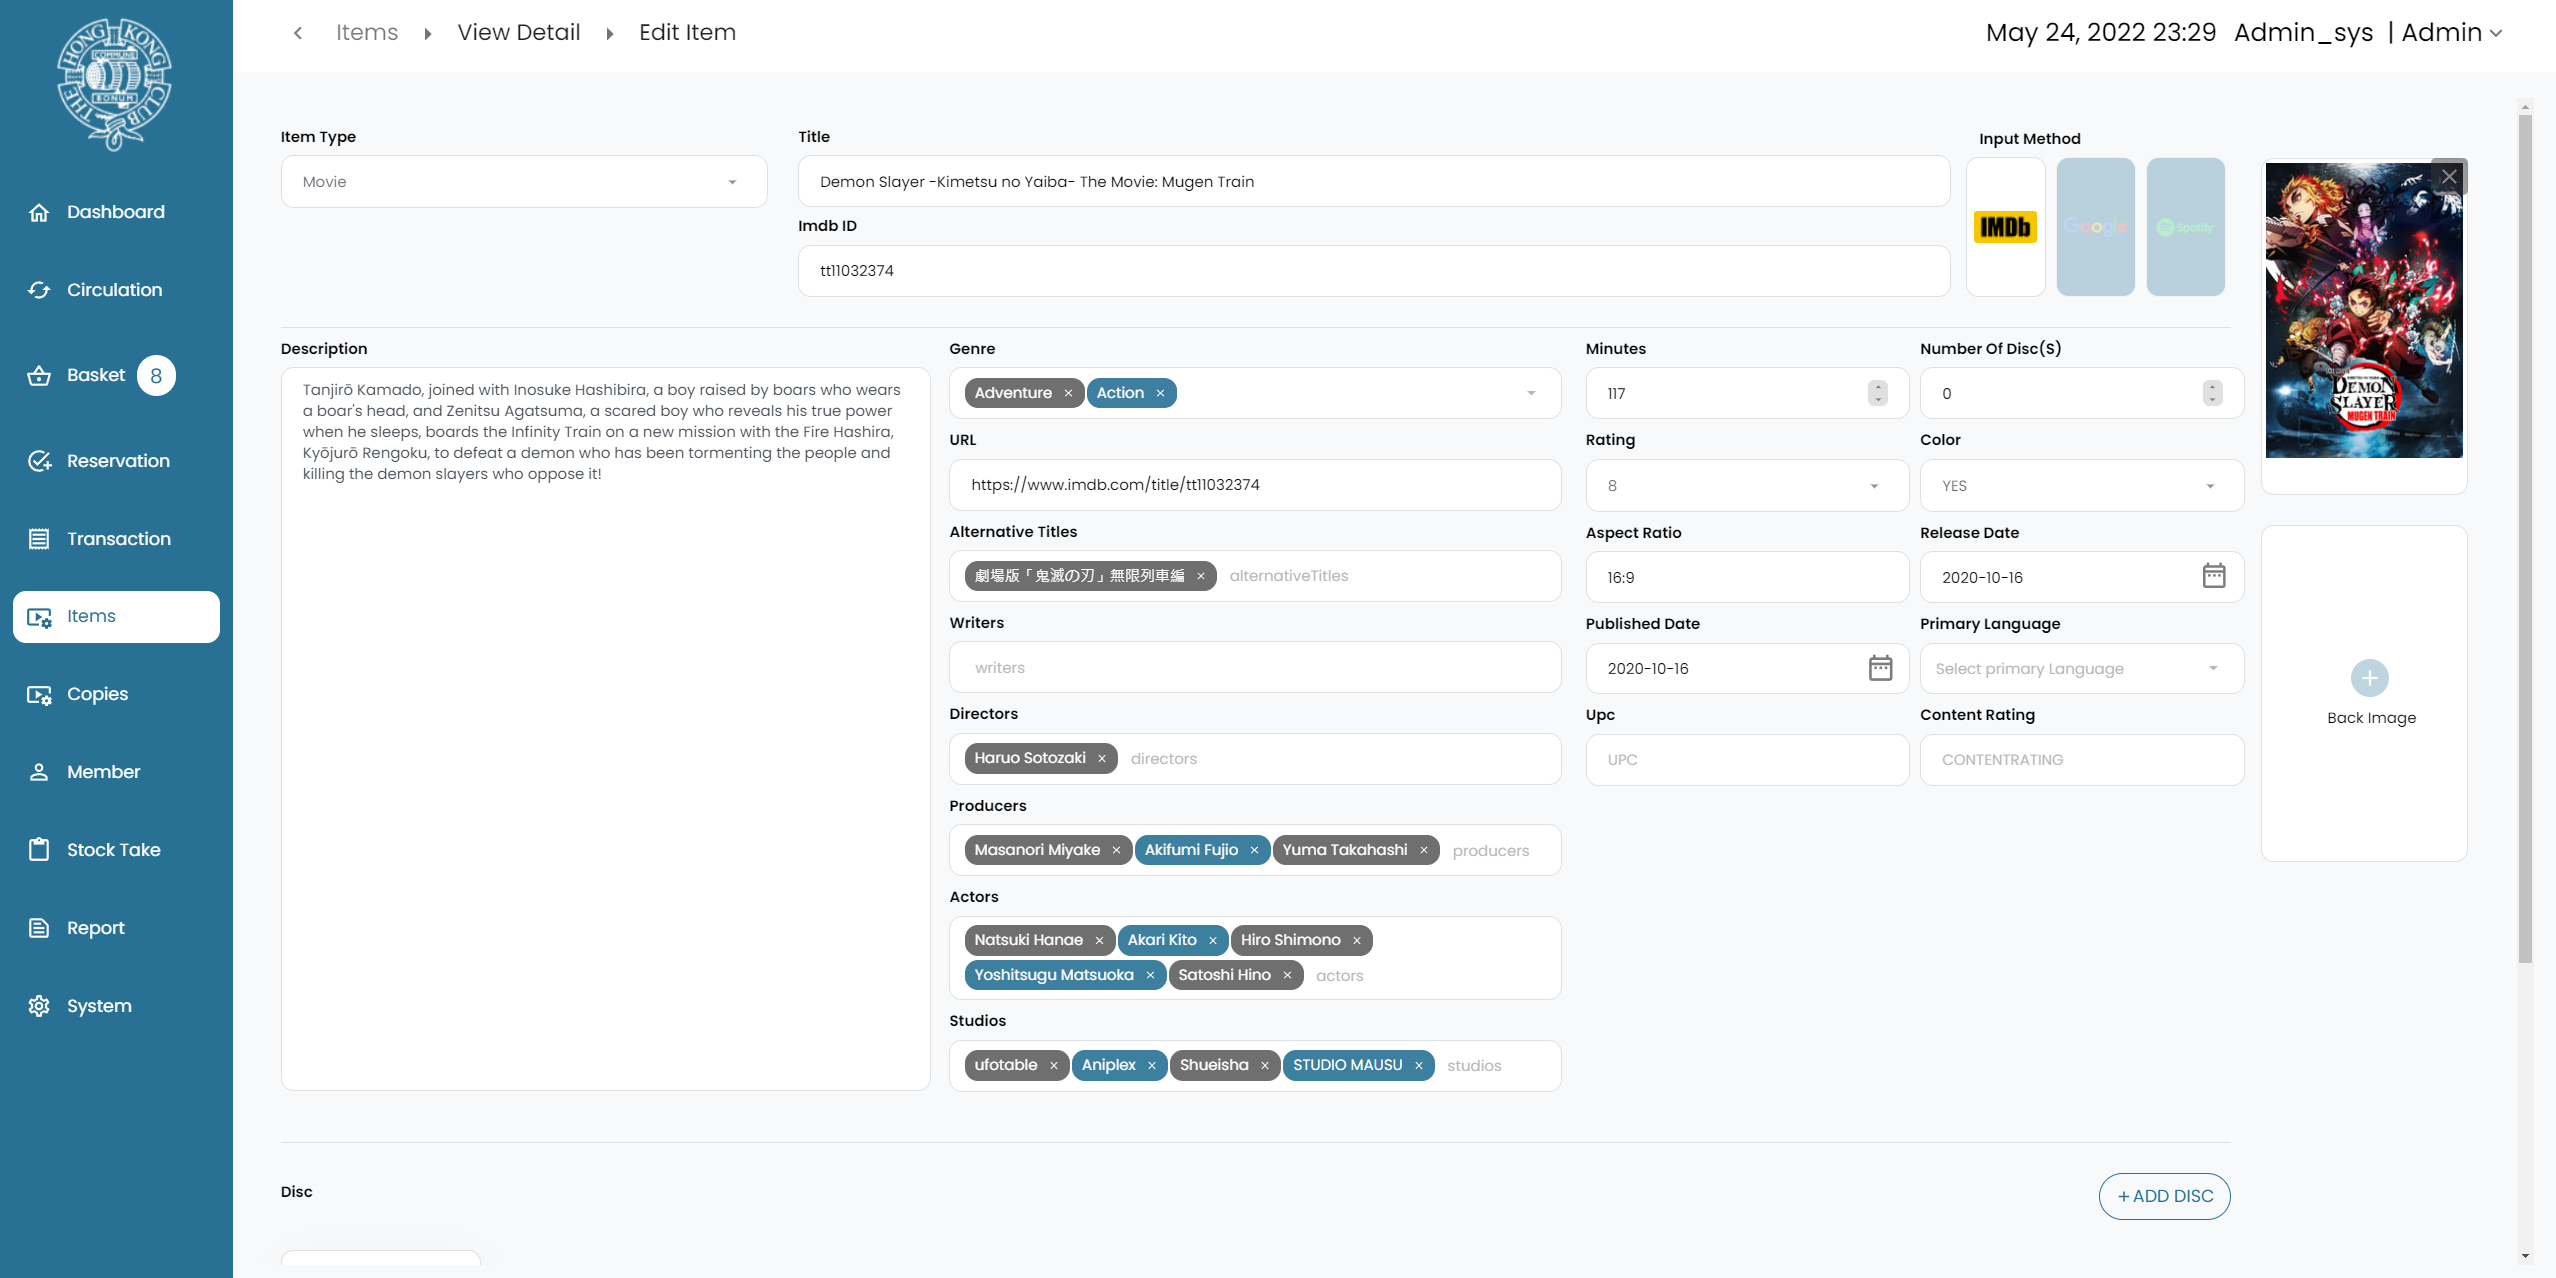 THE HONG KONG CLUB
COMMUNE
BONUM
Dashboard
Circulation
Basket 8
Reservation
Transaction
Items
Copies
Member
Stock Take
Report
System
Items View Detail Edit Item
May 24, 2022 23:29 Admin_sys | Admin
Item Type
Movie
Title
Demon Slayer -Kimetsu no Yaiba- The Movie: Mugen Train
Imdb ID
tt11032374
Input Method
IMDb
Google
Spotify
Description
Tanjirō Kamado, joined with Inosuke Hashibira, a boy raised by boars who wears
a boar's head, and Zenitsu Agatsuma, a scared boy who reveals his true power
when he sleeps, boards the Infinity Train on a new mission with the Fire Hashira,
Kyōjurō Rengoku, to defeat a demon who has been tormenting the people and
killing the demon slayers who oppose it!
Genre
Adventure × Action ×
URL
https://www.imdb.com/title/tt11032374
Alternative Titles
劇場版「鬼滅の刃」無限列車編 × alternativeTitles
Writers
writers
Directors
Haruo Sotozaki × directors
Producers
Masanori Miyake × Akifumi Fujio × Yuma Takahashi × producers
Actors
Natsuki Hanae × Akari Kito × Hiro Shimono ×
Yoshitsugu Matsuoka × Satoshi Hino × actors
Studios
ufotable × Aniplex × Shueisha × STUDIO MAUSU × studios
Minutes
117
Number Of Disc(S)
0
Rating
8
Color
YES
Aspect Ratio
16:9
Release Date
2020-10-16
Published Date
2020-10-16
Primary Language
Select primary Language
Upc
UPC
Content Rating
CONTENTRATING
DEMON
SLAYER
MUGEN TRAIN
+
Back Image
Disc
+ ADD DISC